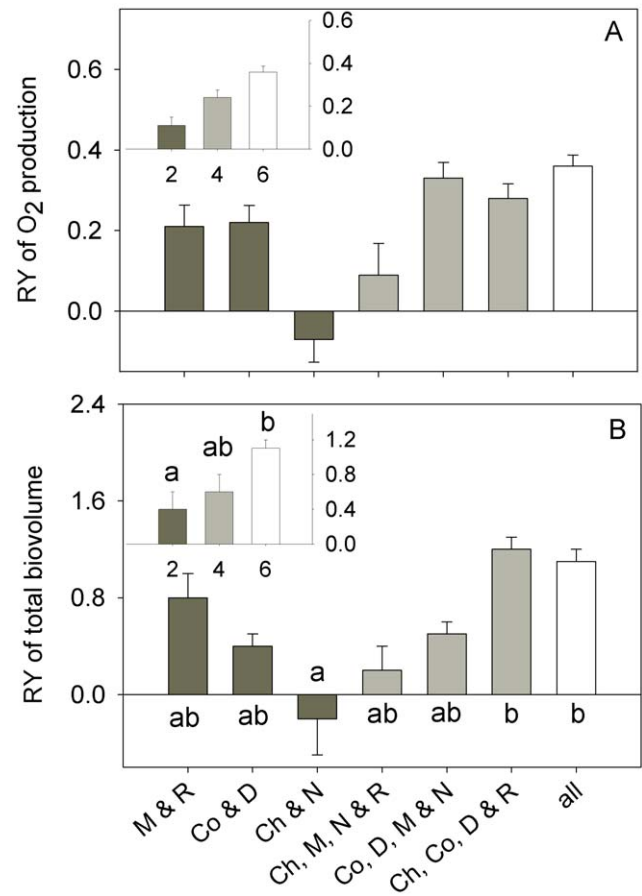 A
RY of O2 production
0.6
0.4
0.2
0.0
0.6
0.4
0.2
0.0
2 4 6
B
RY of total biovolume
2.4
1.6
0.8
0.0
1.2
0.8
0.4
0.0
a ab b
2 4 6
ab ab a ab ab b b
M & R
Co & D
Ch & N
Ch, M, N & R
Co, D, M & N
Ch, Co, D & R
all